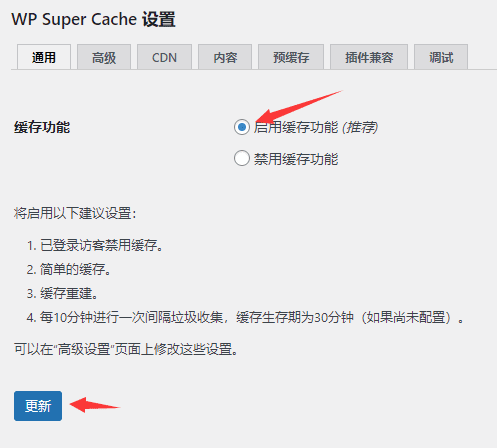 WP Super Cache 设置
通用 高级 CDN 内容 预缓存 插件兼容 调试
缓存功能 启用缓存功能 (推荐)
禁用缓存功能
将启用以下建议设置：
1. 已登录访客禁用缓存。
2. 简单的缓存。
3. 缓存重建。
4. 每10分钟进行一次间隔垃圾收集，缓存生存期为30分钟（如果尚未配置）。
可以在“高级设置”页面上修改这些设置。
更新